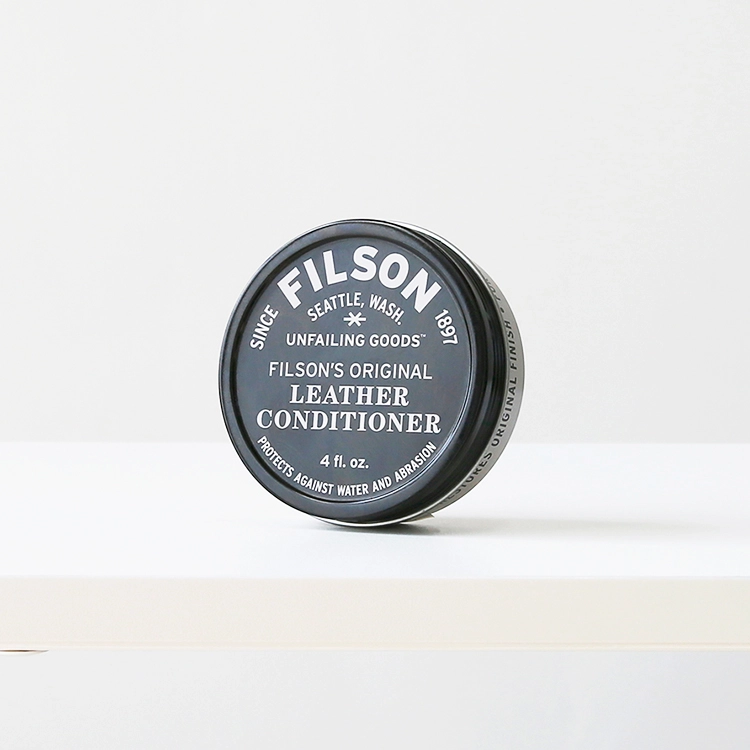 FILSON
SEATTLE, WASH.
SINCE 1897
UNFAILING GOODS™
FILSON'S ORIGINAL
LEATHER
CONDITIONER
4 fl. oz.
PROTECTS AGAINST WATER AND ABRASION
RESTORES ORIGINAL FINISH